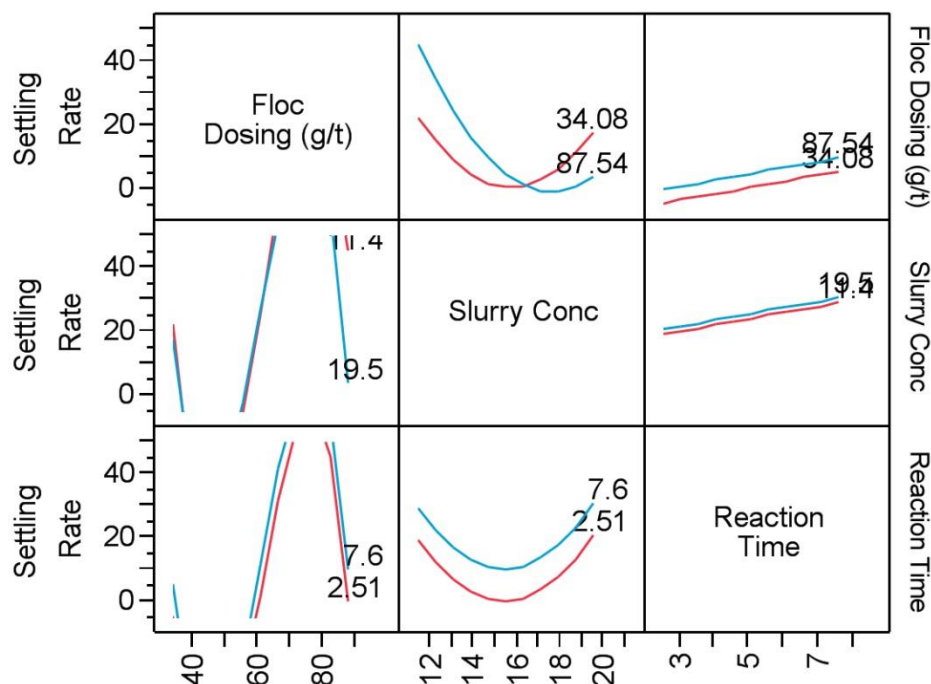 Settling
Rate
40
20
0
Floc
Dosing (g/t)
34.08
87.54
87.54
34.08
Floc Dosing (g/t)
Settling
Rate
40
20
0
11.4
19.5
Slurry Conc
19.5
11.4
Slurry Conc
Settling
Rate
40
20
0
7.6
2.51
7.6
2.51
Reaction
Time
Reaction Time
40
60
80
12
14
16
18
20
3
5
7